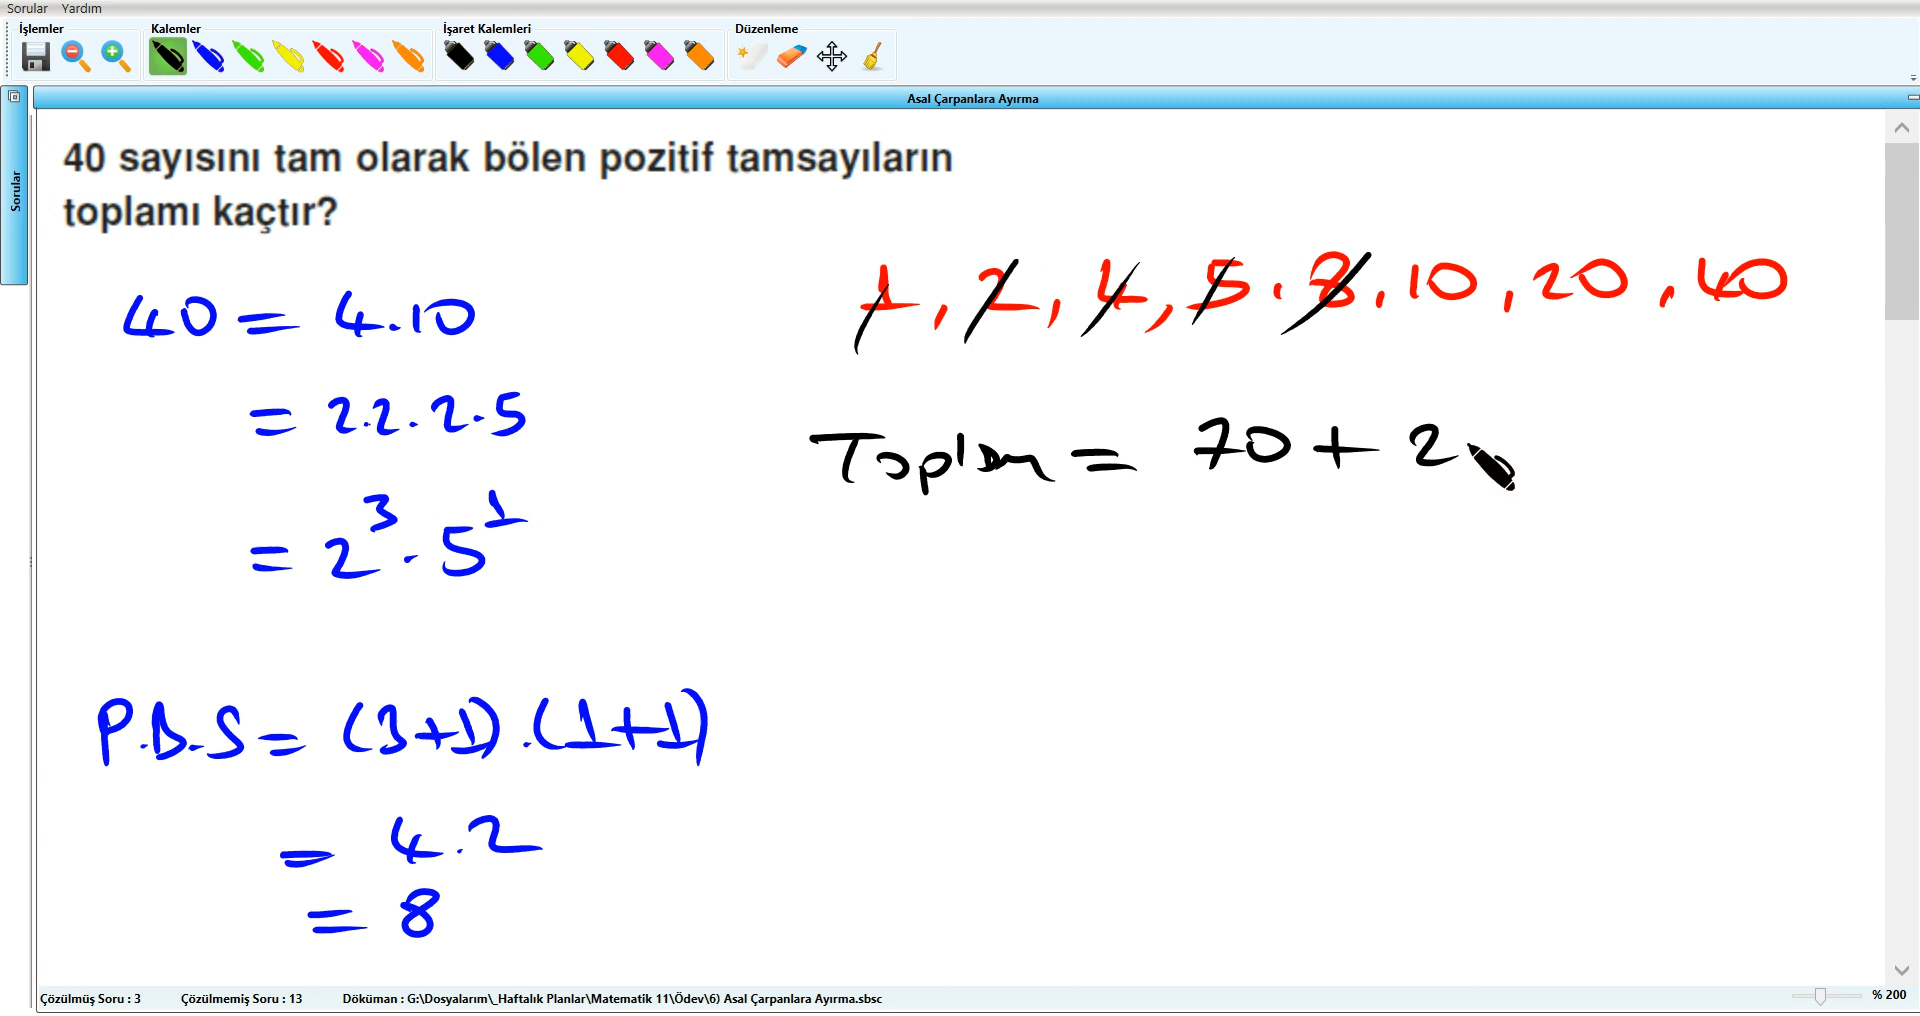 Sorular Yardım
İşlemler Kalemler İşaret Kalemleri Düzenleme
Asal Çarpanlara Ayırma
Sorular
40 sayısını tam olarak bölen pozitif tamsayıların
toplamı kaçtır?
1, 2, 4, 5, 8, 10, 20, 40
40 = 4.10
= 2.2.2.5
Toplam = 70 + 2
= 2³ . 5¹
P.B.S = (3+1).(1+1)
= 4.2
= 8
Çözülmüş Soru : 3 Çözülmemiş Soru : 13 Döküman : G:\Dosyalarım\_Haftalık Planlar\Matematik 11\Ödev\6) Asal Çarpanlara Ayırma.sbsc % 200